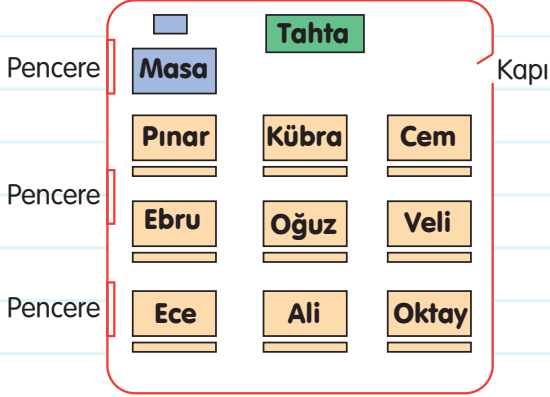 Tahta
Pencere Masa Kapı
Pınar Kübra Cem
Pencere
Ebru Oğuz Veli
Pencere Ece Ali Oktay